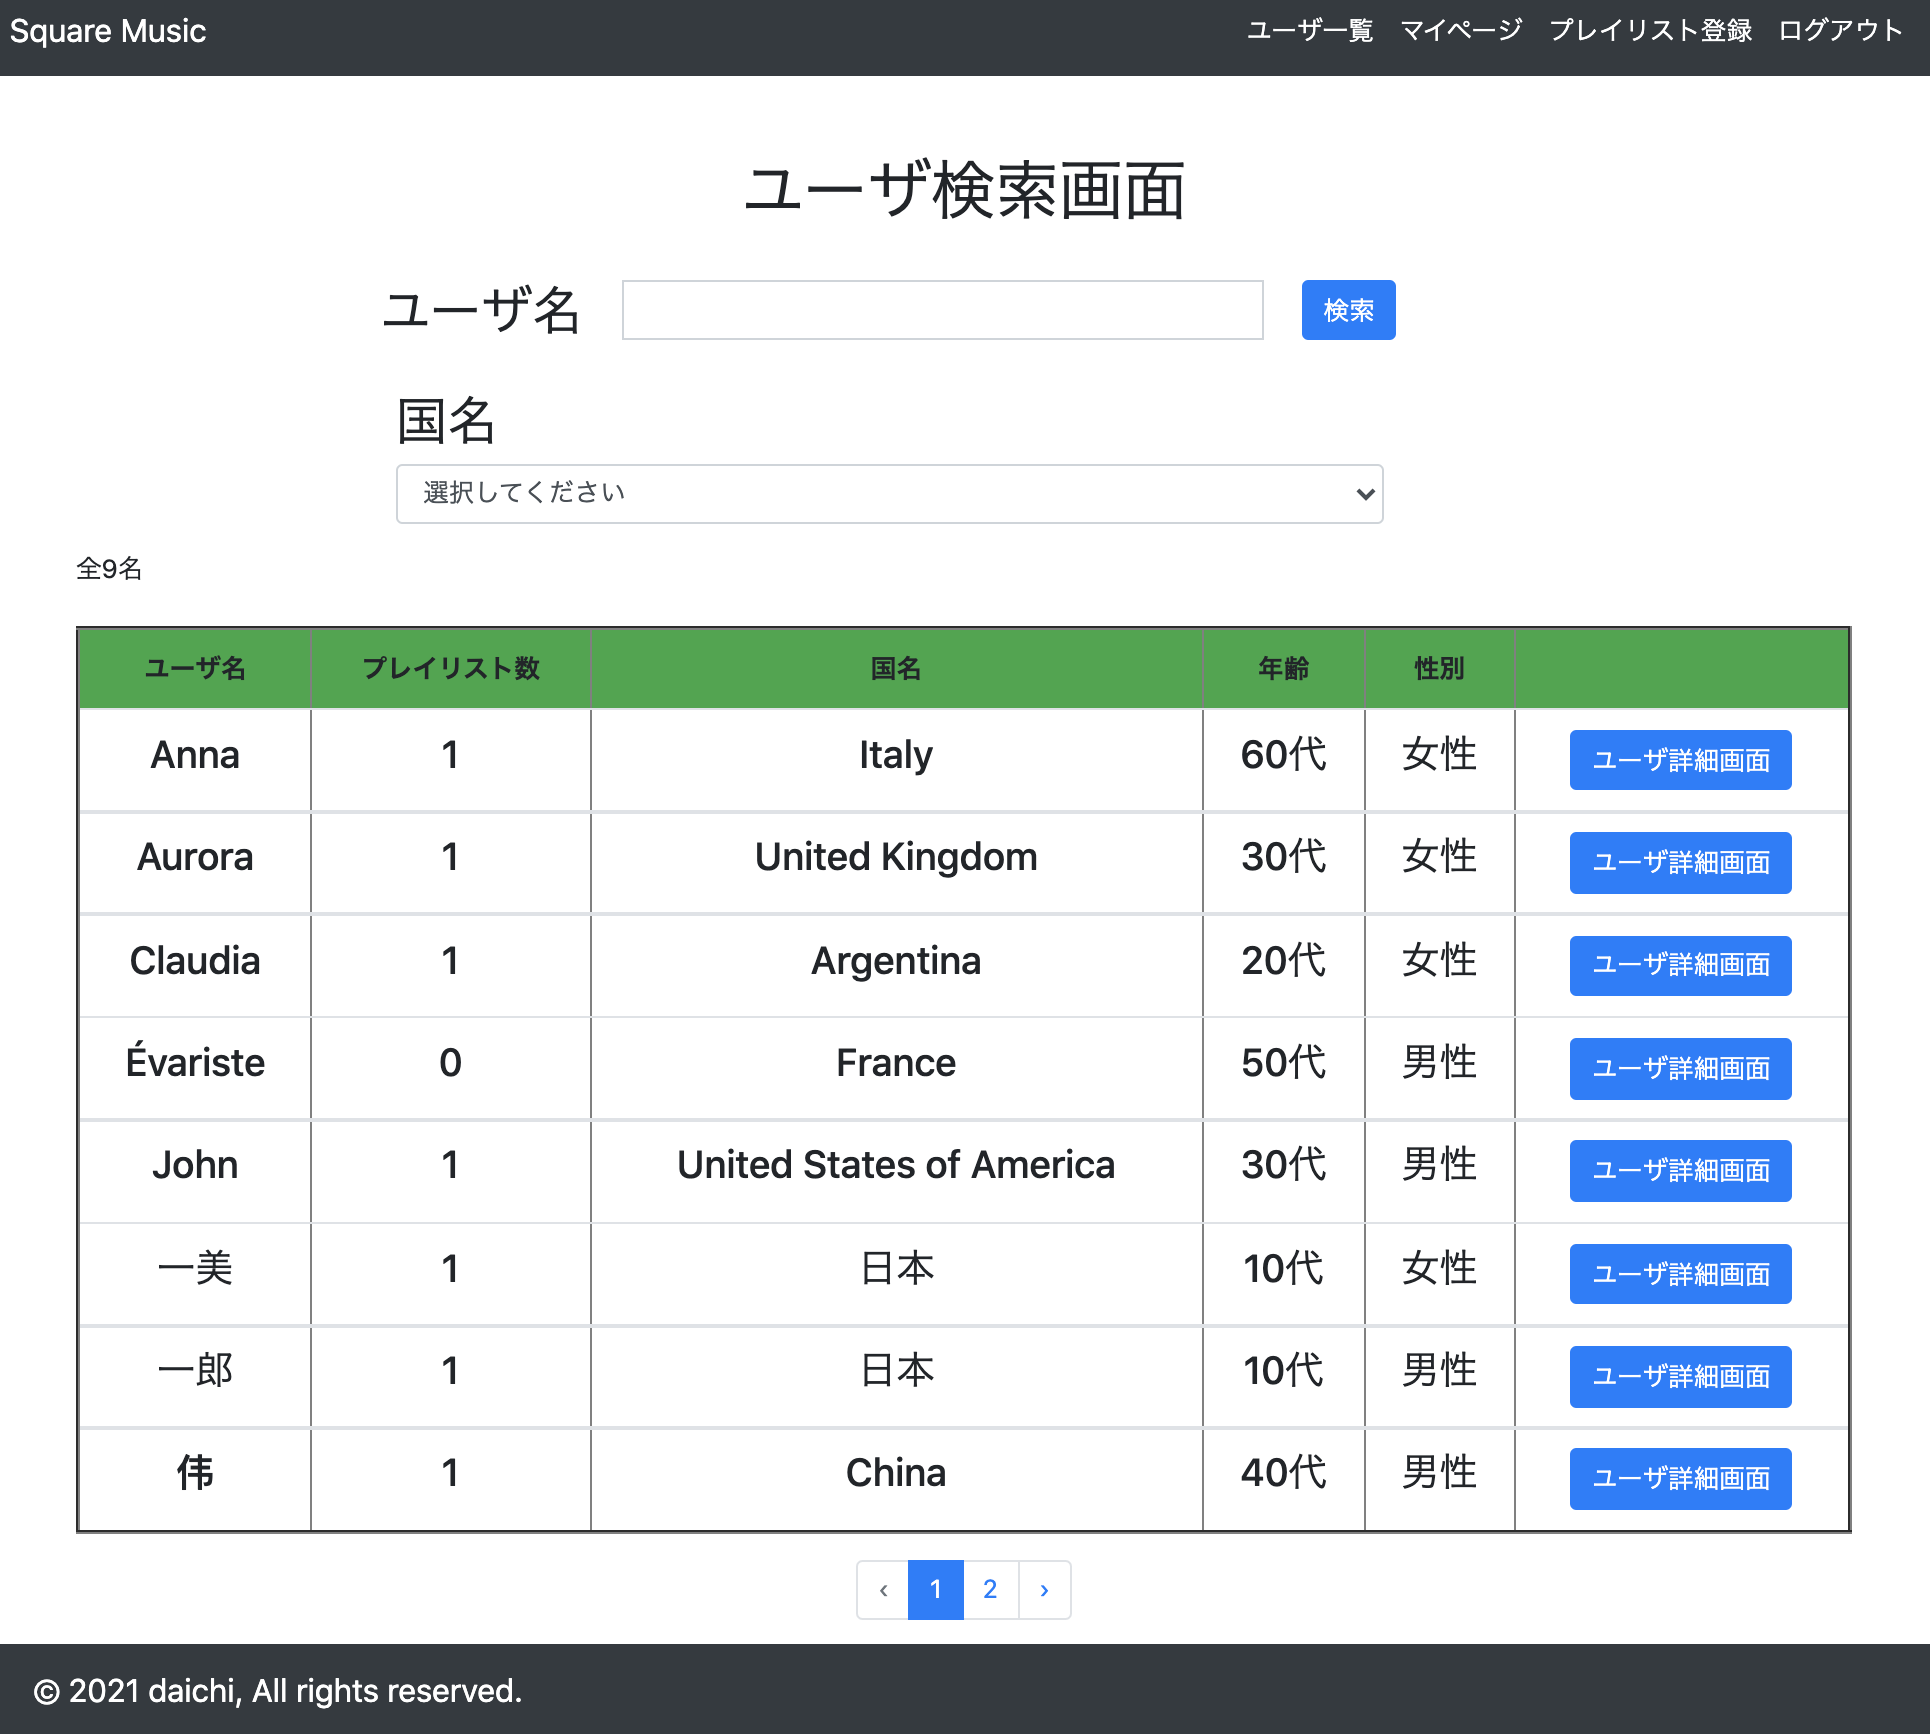 Square Music ユーザ一覧 マイページ プレイリスト登録 ログアウト
ユーザ検索画面
ユーザ名 検索
国名
選択してください
全9名
ユーザ名 プレイリスト数 国名 年齢 性別
Anna 1 Italy 60代 女性 ユーザ詳細画面
Aurora 1 United Kingdom 30代 女性 ユーザ詳細画面
Claudia 1 Argentina 20代 女性 ユーザ詳細画面
Évariste 0 France 50代 男性 ユーザ詳細画面
John 1 United States of America 30代 男性 ユーザ詳細画面
一美 1 日本 10代 女性 ユーザ詳細画面
一郎 1 日本 10代 男性 ユーザ詳細画面
伟 1 China 40代 男性 ユーザ詳細画面
‹ 1 2 ›
© 2021 daichi, All rights reserved.